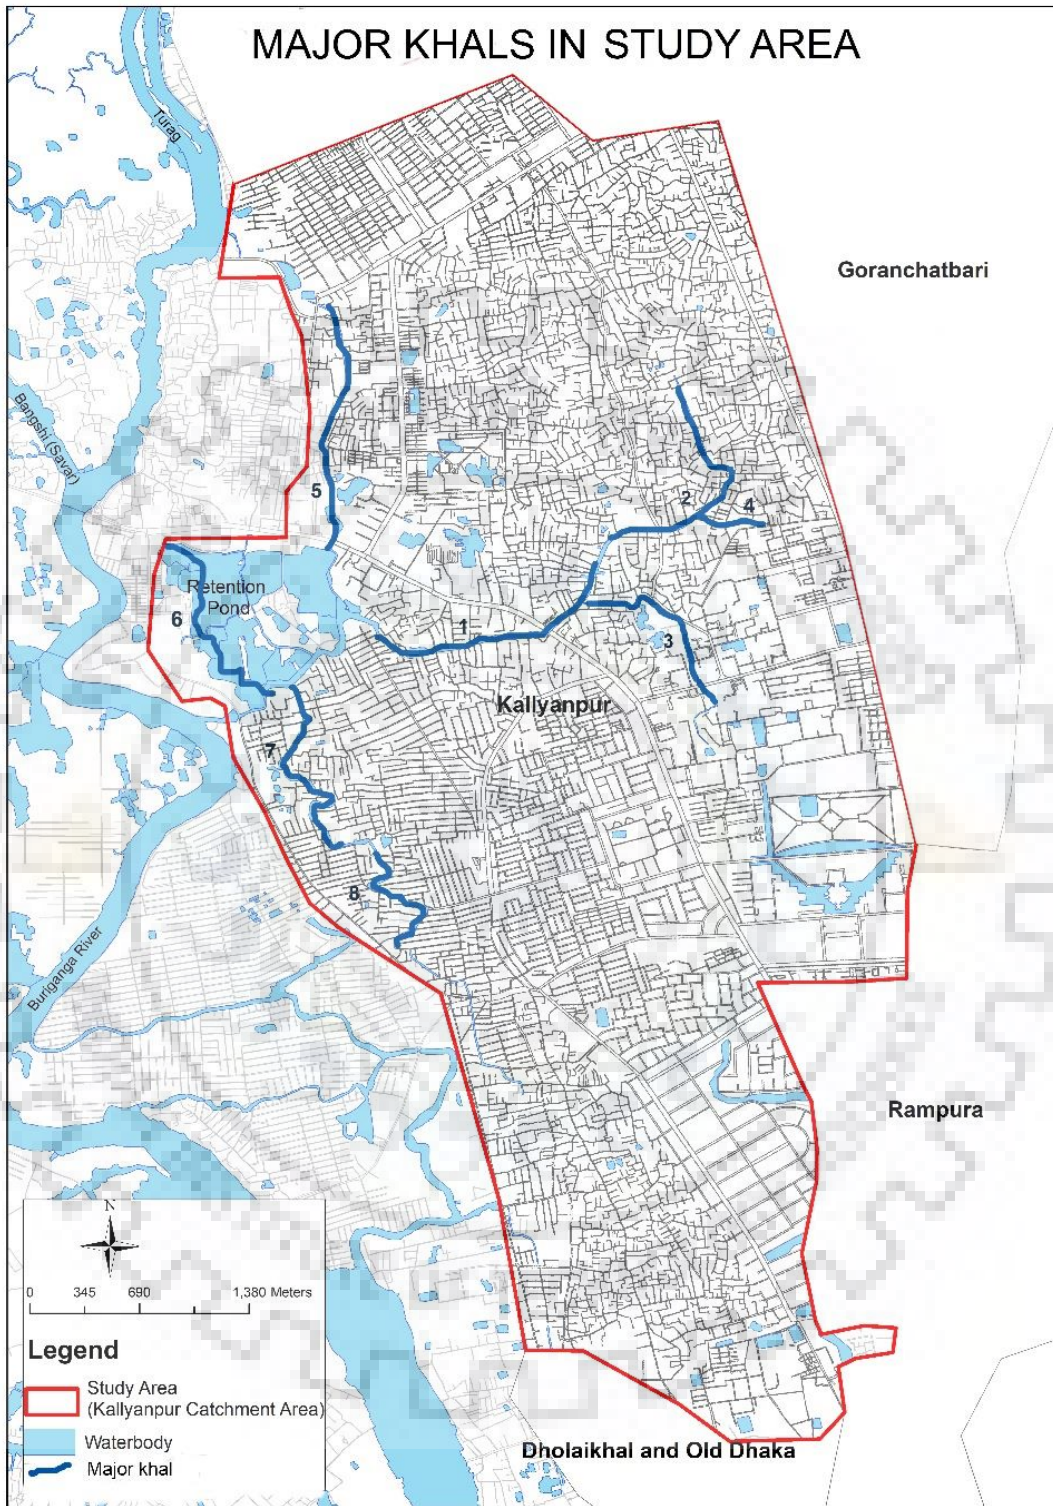 MAJOR KHALS IN STUDY AREA
Turag
Goranchatbari
Bangshi (Savar)
5
2
4
Retention
Pond
6
1
3
Kallyanpur
7
8
Buriganga River
Rampura
N
0 345 690 1,380 Meters
Legend
Study Area
(Kallyanpur Catchment Area)
Waterbody
Major khal
Dholaikhal and Old Dhaka